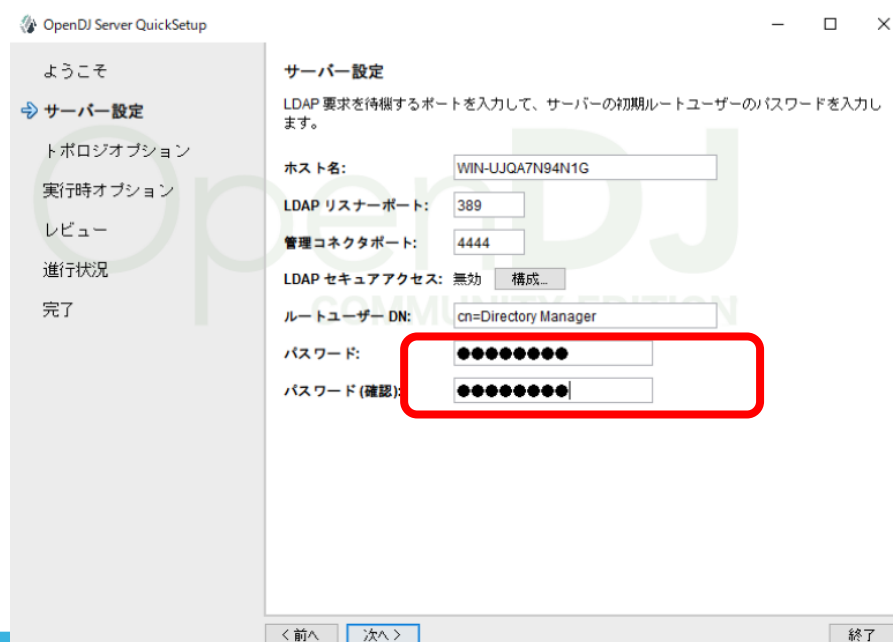 OpenDJ Server QuickSetup
ようこそ
サーバー設定
トポロジオプション
実行時オプション
レビュー
進行状況
完了
サーバー設定
LDAP 要求を待機するポートを入力して、サーバーの初期ルートユーザーのパスワードを入力し
ます。
ホスト名: WIN-UJQA7N94N1G
LDAP リスナーポート: 389
管理コネクタポート: 4444
LDAP セキュアアクセス: 無効 構成...
ルートユーザー DN: cn=Directory Manager
パスワード: ●●●●●●●●
パスワード (確認): ●●●●●●●●
OpenDJ
COMMUNITY EDITION
< 前へ 次へ > 終了